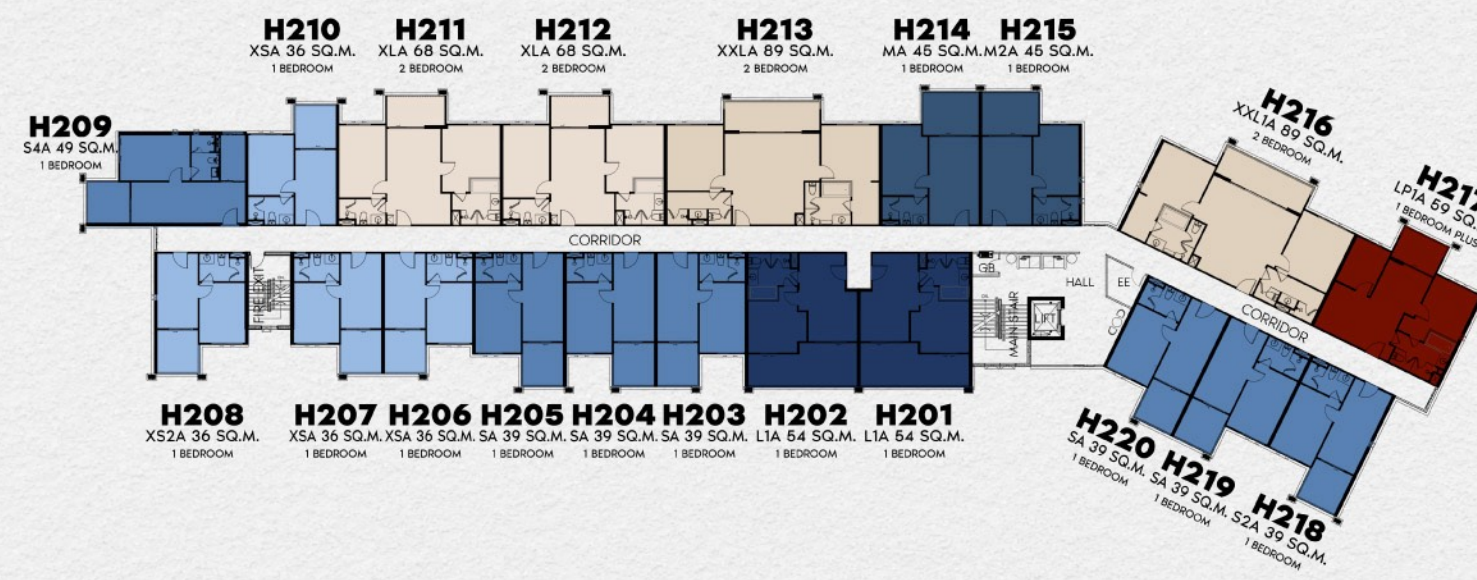 H209
S4A 49 SQ.M.
1 BEDROOM
H210
XSA 36 SQ.M.
1 BEDROOM
H211
XLA 68 SQ.M.
2 BEDROOM
H212
XLA 68 SQ.M.
2 BEDROOM
H213
XXLA 89 SQ.M.
2 BEDROOM
H214
MA 45 SQ.M.
1 BEDROOM
H215
M2A 45 SQ.M.
1 BEDROOM
H216
XXL1A 89 SQ.M.
2 BEDROOM
H217
LP1A 59 SQ.
1 BEDROOM PLUS
CORRIDOR
FIRE EXIT
GB
HALL
EE
MAIN STAIR
LIFT
CORRIDOR
H208
XS2A 36 SQ.M.
1 BEDROOM
H207
XSA 36 SQ.M.
1 BEDROOM
H206
XSA 36 SQ.M.
1 BEDROOM
H205
SA 39 SQ.M.
1 BEDROOM
H204
SA 39 SQ.M.
1 BEDROOM
H203
SA 39 SQ.M.
1 BEDROOM
H202
L1A 54 SQ.M.
1 BEDROOM
H201
L1A 54 SQ.M.
1 BEDROOM
H220
SA 39 SQ.M.
1 BEDROOM
H219
SA 39 SQ.M.
1 BEDROOM
H218
S2A 39 SQ.M.
1 BEDROOM